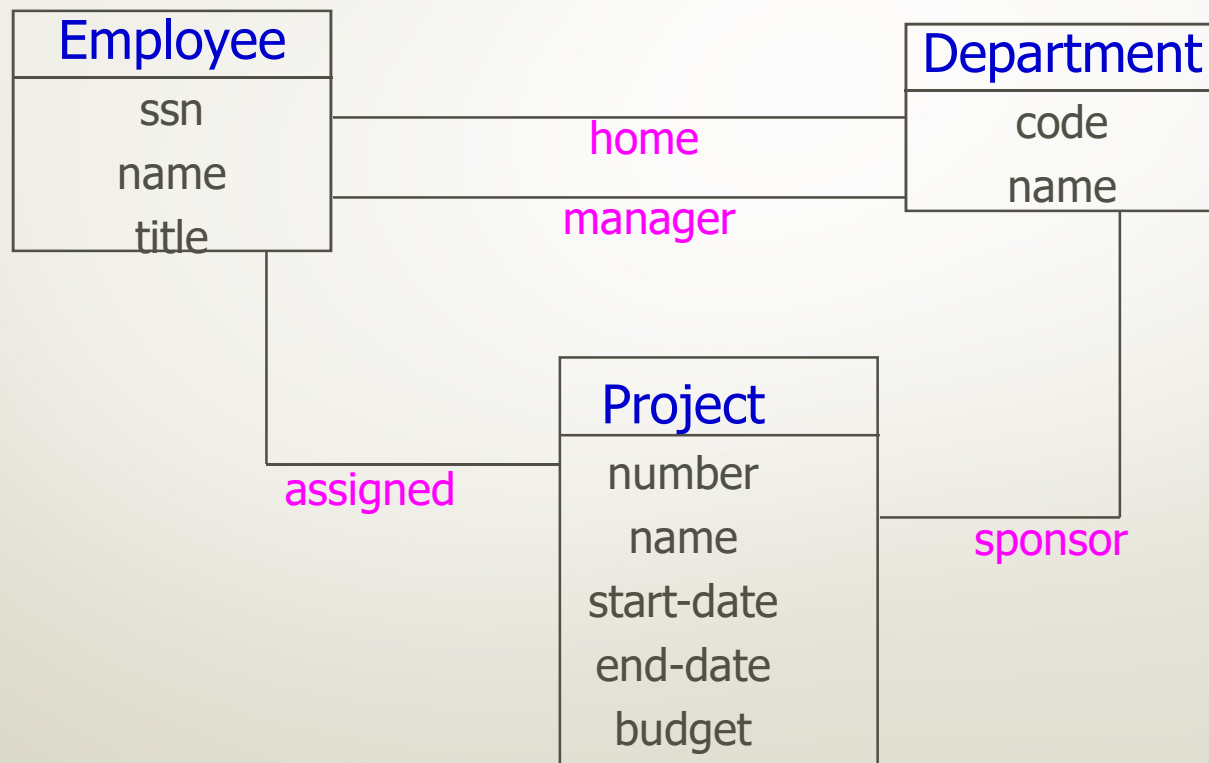 Employee
ssn
name
title
Department
code
name
home
manager
Project
number
name
start-date
end-date
budget
assigned
sponsor